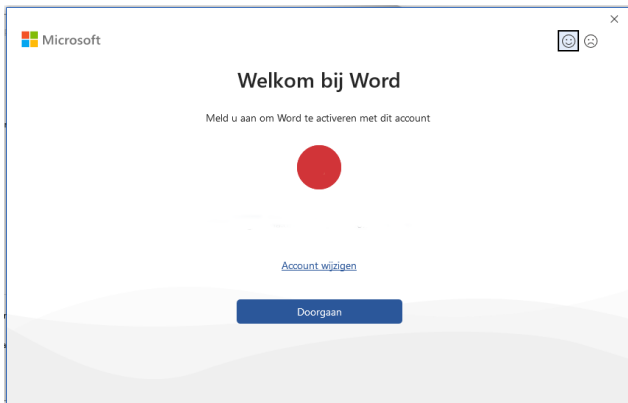 Microsoft
Welkom bij Word
Meld u aan om Word te activeren met dit account
Account wijzigen
Doorgaan